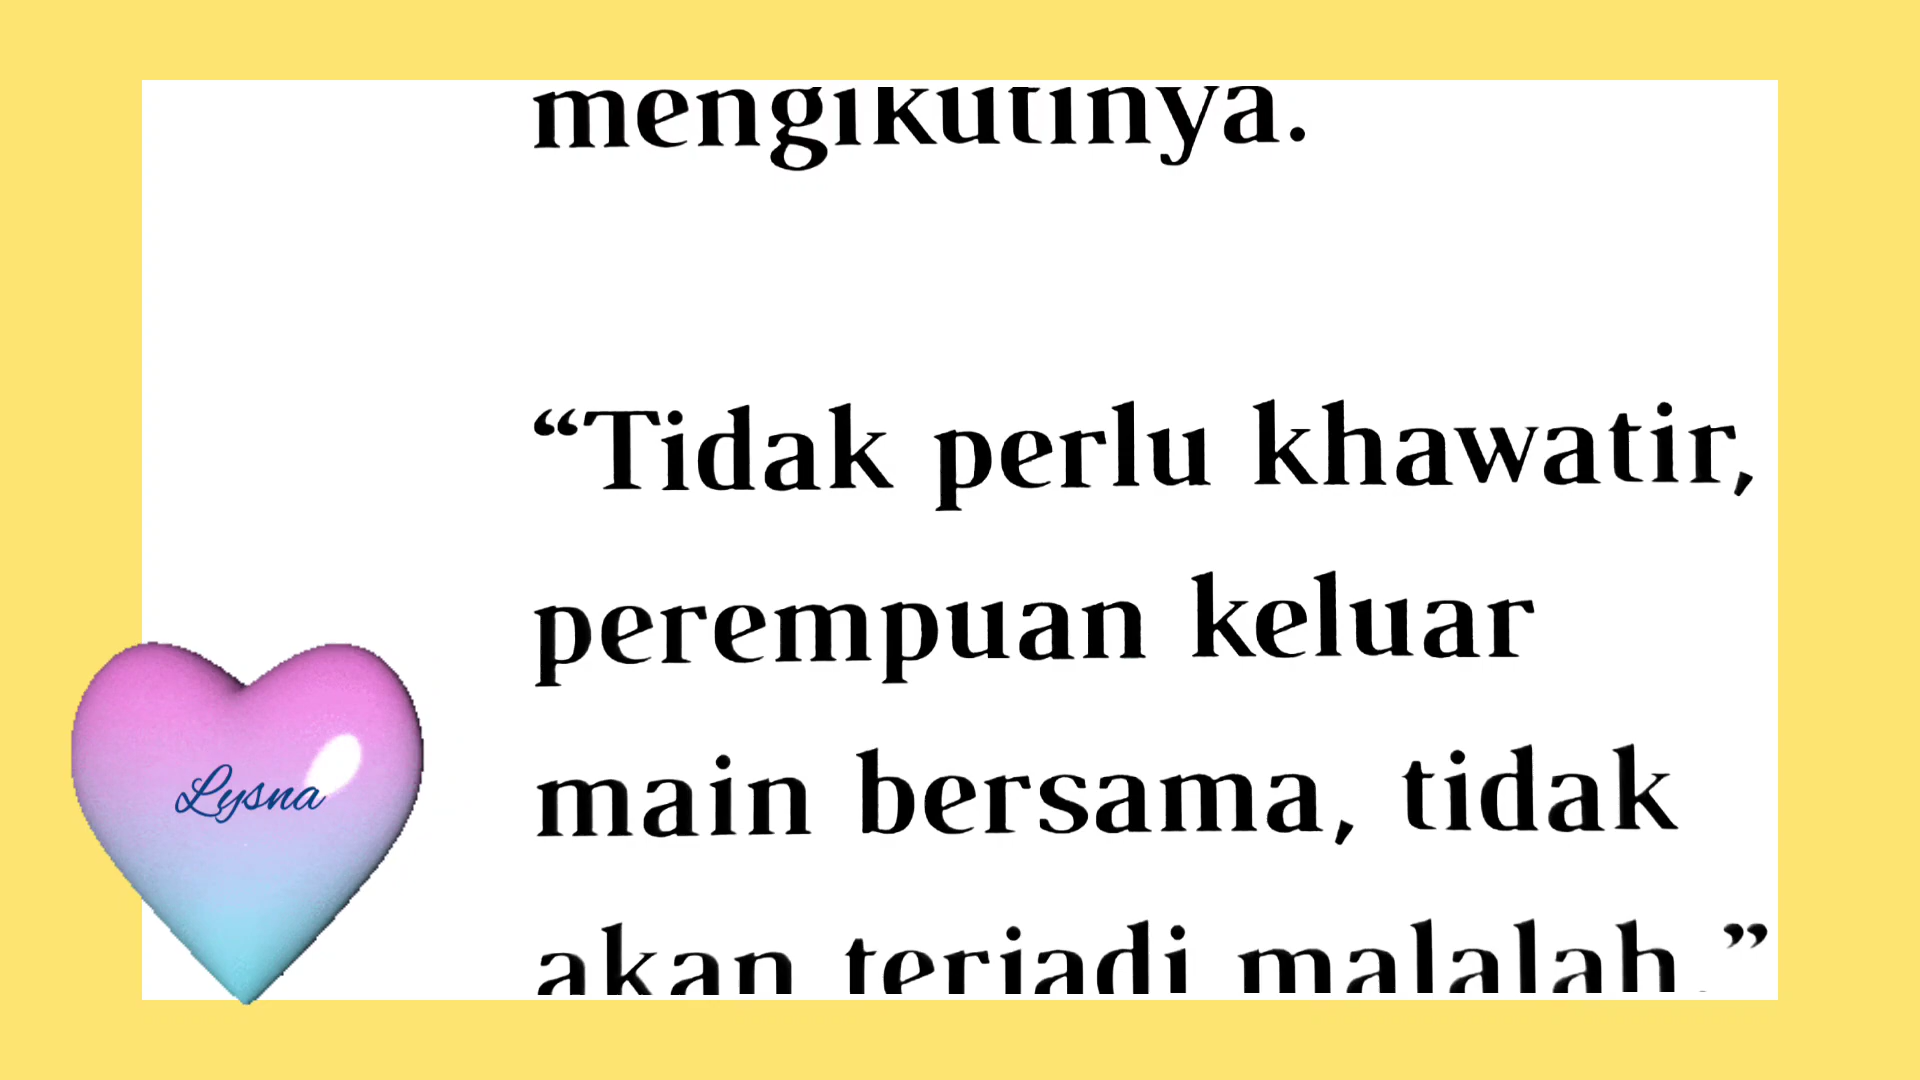 mengikutinya.
“Tidak perlu khawatir,
perempuan keluar
main bersama, tidak
akan terjadi malalah.”
Lysna